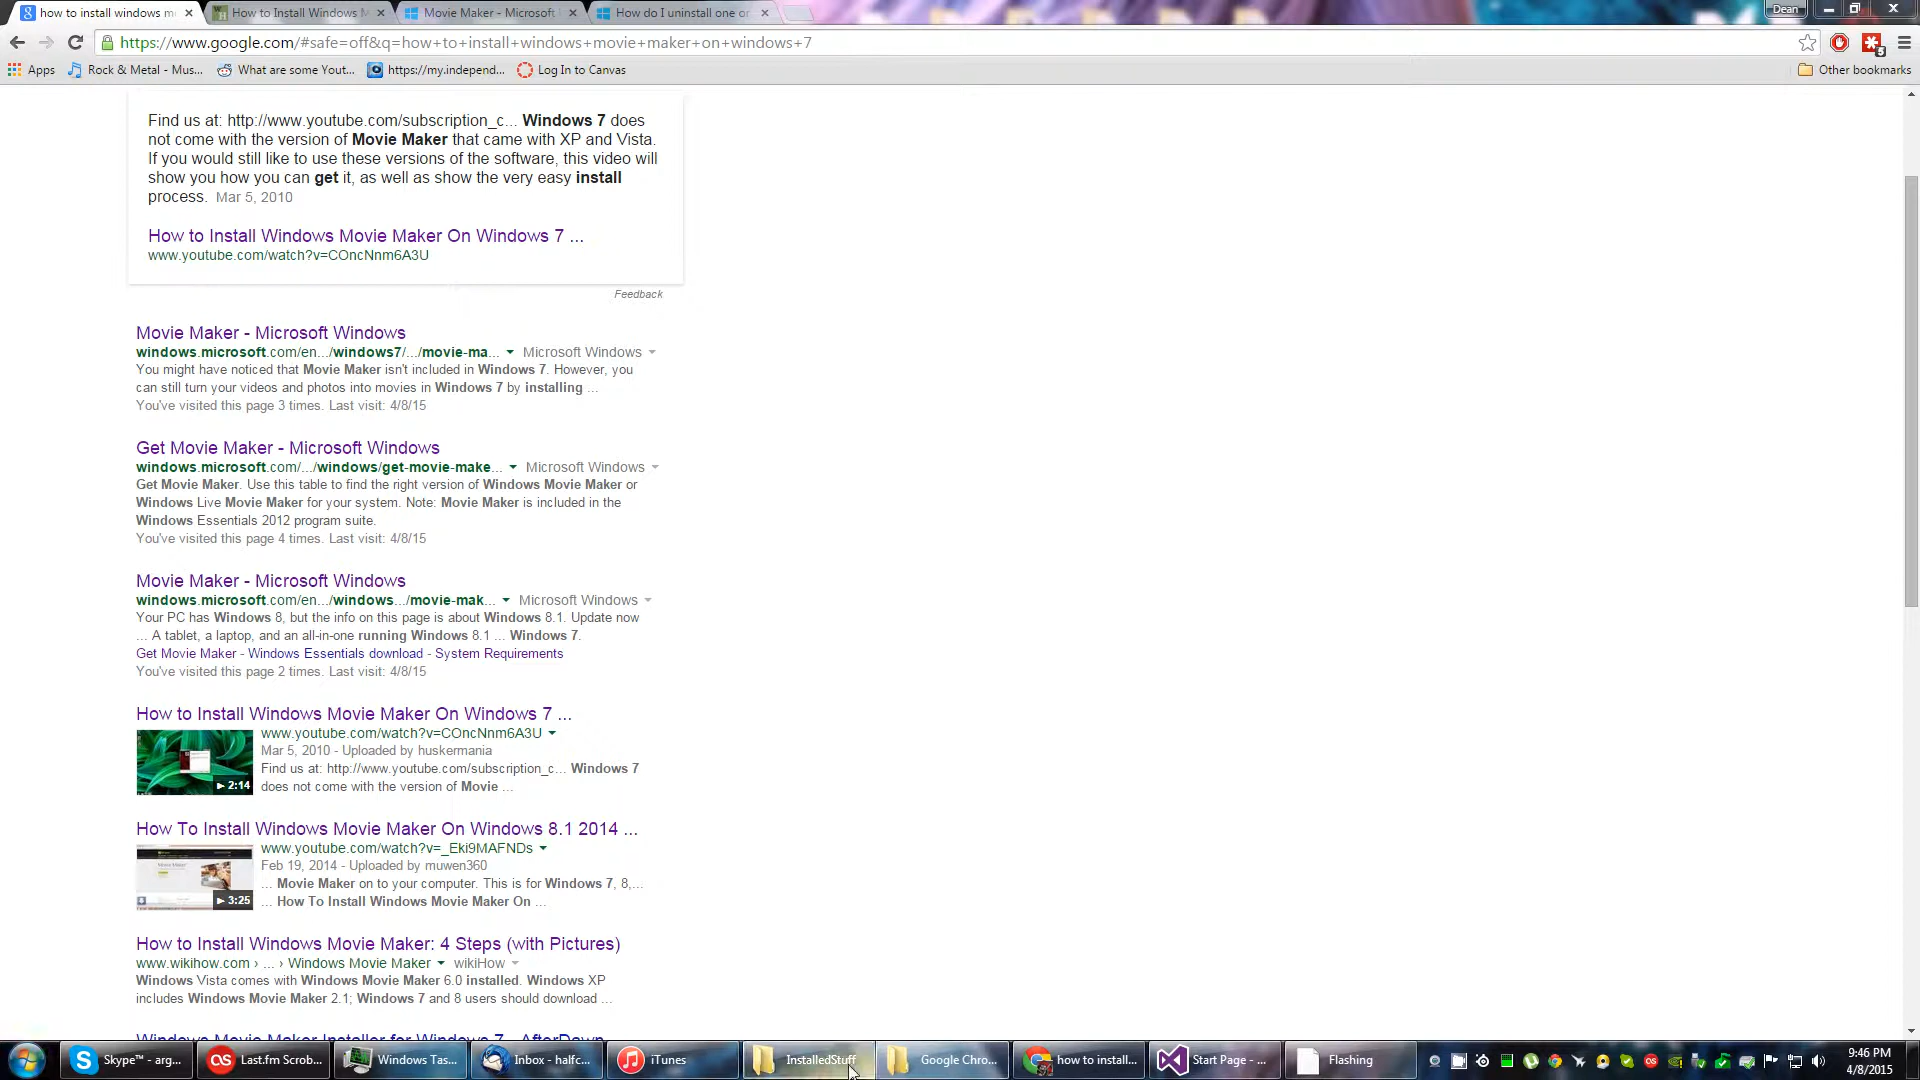 how to install windows m
How to Install Windows M
Movie Maker - Microsoft
How do I uninstall one or
Dean
https://www.google.com/#safe=off&q=how+to+install+windows+movie+maker+on+windows+7
Apps
Rock & Metal - Mus...
What are some Yout...
https://my.independ...
Log In to Canvas
Other bookmarks
Find us at: http://www.youtube.com/subscription_c... Windows 7 does
not come with the version of Movie Maker that came with XP and Vista.
If you would still like to use these versions of the software, this video will
show you how you can get it, as well as show the very easy install
process. Mar 5, 2010
How to Install Windows Movie Maker On Windows 7 ...
www.youtube.com/watch?v=COncNnm6A3U
Feedback
Movie Maker - Microsoft Windows
windows.microsoft.com/en.../windows7/.../movie-ma... Microsoft Windows
You might have noticed that Movie Maker isn't included in Windows 7. However, you
can still turn your videos and photos into movies in Windows 7 by installing ...
You've visited this page 3 times. Last visit: 4/8/15
Get Movie Maker - Microsoft Windows
windows.microsoft.com/.../windows/get-movie-make... Microsoft Windows
Get Movie Maker. Use this table to find the right version of Windows Movie Maker or
Windows Live Movie Maker for your system. Note: Movie Maker is included in the
Windows Essentials 2012 program suite.
You've visited this page 4 times. Last visit: 4/8/15
Movie Maker - Microsoft Windows
windows.microsoft.com/en.../windows.../movie-mak... Microsoft Windows
Your PC has Windows 8, but the info on this page is about Windows 8.1. Update now
... A tablet, a laptop, and an all-in-one running Windows 8.1 ... Windows 7.
Get Movie Maker - Windows Essentials download - System Requirements
You've visited this page 2 times. Last visit: 4/8/15
How to Install Windows Movie Maker On Windows 7 ...
www.youtube.com/watch?v=COncNnm6A3U
Mar 5, 2010 - Uploaded by huskermania
Find us at: http://www.youtube.com/subscription_c... Windows 7
does not come with the version of Movie ...
2:14
How To Install Windows Movie Maker On Windows 8.1 2014 ...
www.youtube.com/watch?v=_Eki9MAFNDs
Feb 19, 2014 - Uploaded by muwen360
... Movie Maker on to your computer. This is for Windows 7, 8,...
... How To Install Windows Movie Maker On ...
3:25
How to Install Windows Movie Maker: 4 Steps (with Pictures)
www.wikihow.com › ... › Windows Movie Maker wikiHow
Windows Vista comes with Windows Movie Maker 6.0 installed. Windows XP
includes Windows Movie Maker 2.1; Windows 7 and 8 users should download ...
Windows Movie Maker Installer for Windows 7 - AfterDawn
Skype™ - arg...
Last.fm Scrob...
Windows Tas...
Inbox - halfc...
iTunes
InstalledStuff
Google Chro...
how to install...
Start Page - ...
Flashing
9:46 PM
4/8/2015